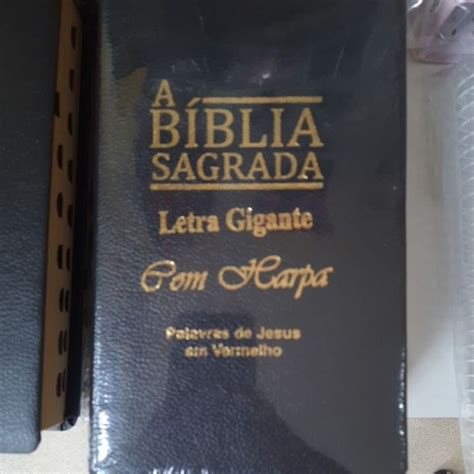 A
BÍBLIA
SAGRADA
Letra Gigante
Com Harpa
Palavras de Jesus
em Vermelho